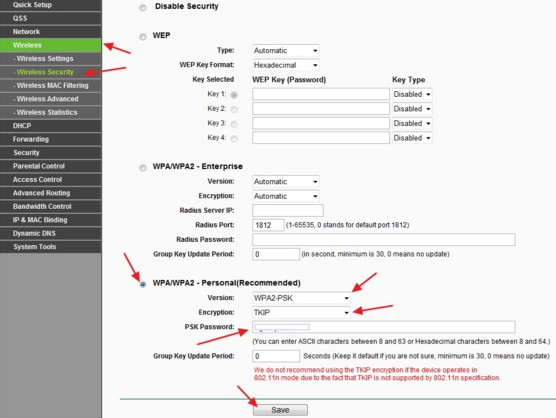 Quick Setup
QSS
Network
Wireless
- Wireless Settings
- Wireless Security
- Wireless MAC Filtering
- Wireless Advanced
- Wireless Statistics
DHCP
Forwarding
Security
Parental Control
Access Control
Advanced Routing
Bandwidth Control
IP & MAC Binding
Dynamic DNS
System Tools
Disable Security
WEP
Type: Automatic
WEP Key Format: Hexadecimal
Key Selected WEP Key (Password) Key Type
Key 1: Disabled
Key 2: Disabled
Key 3: Disabled
Key 4: Disabled
WPA/WPA2 - Enterprise
Version: Automatic
Encryption: Automatic
Radius Server IP:
Radius Port: 1812 (1-65535, 0 stands for default port 1812)
Radius Password:
Group Key Update Period: 0 (in second, minimum is 30, 0 means no update)
WPA/WPA2 - Personal(Recommended)
Version: WPA2-PSK
Encryption: TKIP
PSK Password:
(You can enter ASCII characters between 8 and 63 or Hexadecimal characters between 8 and 64.)
Group Key Update Period: 0 Seconds (Keep it default if you are not sure, minimum is 30, 0 means no update)
We do not recommend using the TKIP encryption if the device operates in
802.11n mode due to the fact that TKIP is not supported by 802.11n specification.
Save